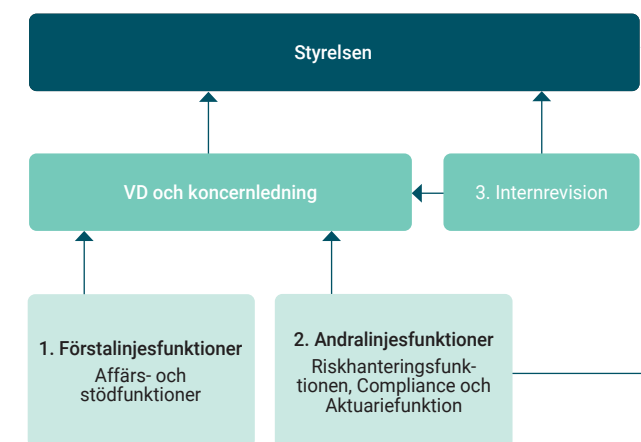 Styrelsen
VD och koncernledning
3. Internrevision
1. Förstalinjesfunktioner
Affärs- och
stödfunktioner
2. Andralinjesfunktioner
Riskhanteringsfunk-
tionen, Compliance och
Aktuariefunktion